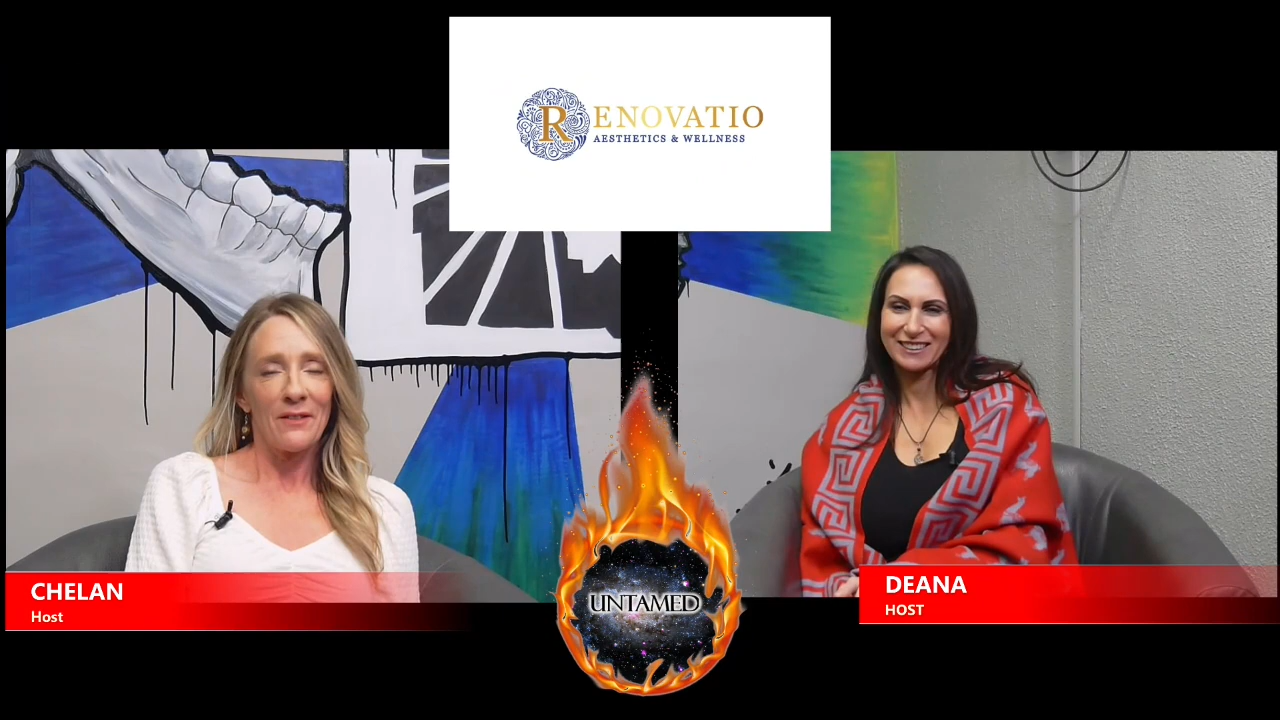 RENOVATIO
AESTHETICS & WELLNESS
CHELAN
Host
DEANA
HOST
UNTAMED